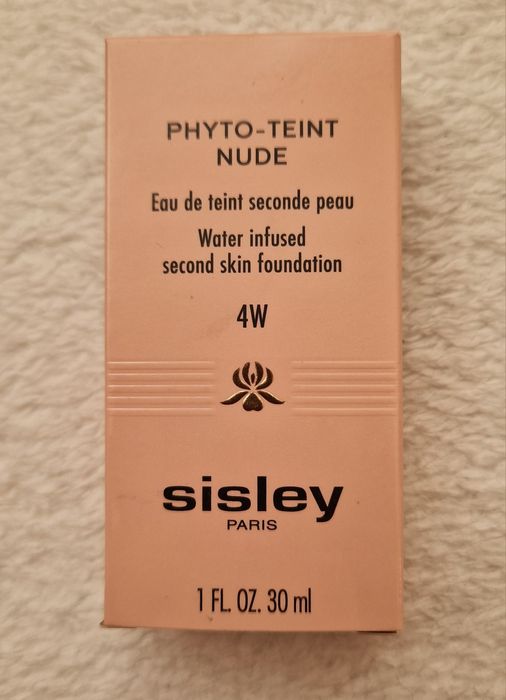 PHYTO-TEINT
NUDE
Eau de teint seconde peau
Water infused
second skin foundation
4W
sisley
PARIS
1 FL. OZ. 30 ml